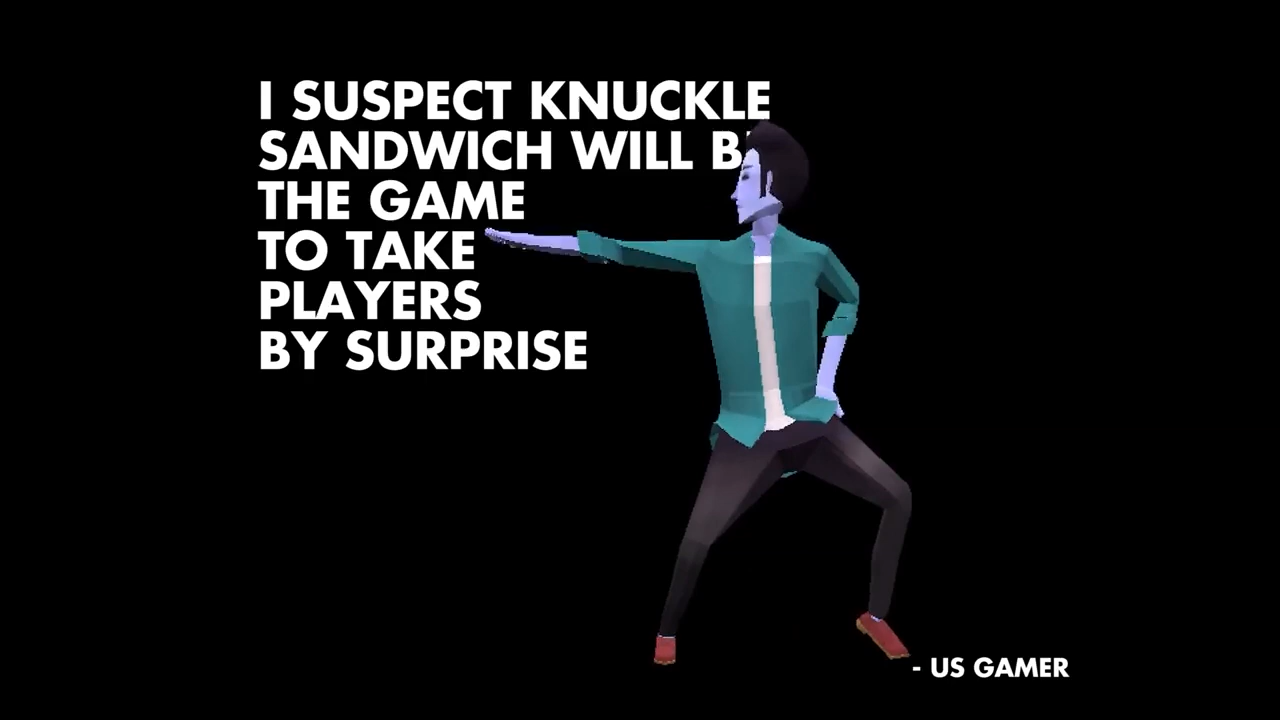 I SUSPECT KNUCKLE
SANDWICH WILL B
THE GAME
TO TAKE
PLAYERS
BY SURPRISE
- US GAMER